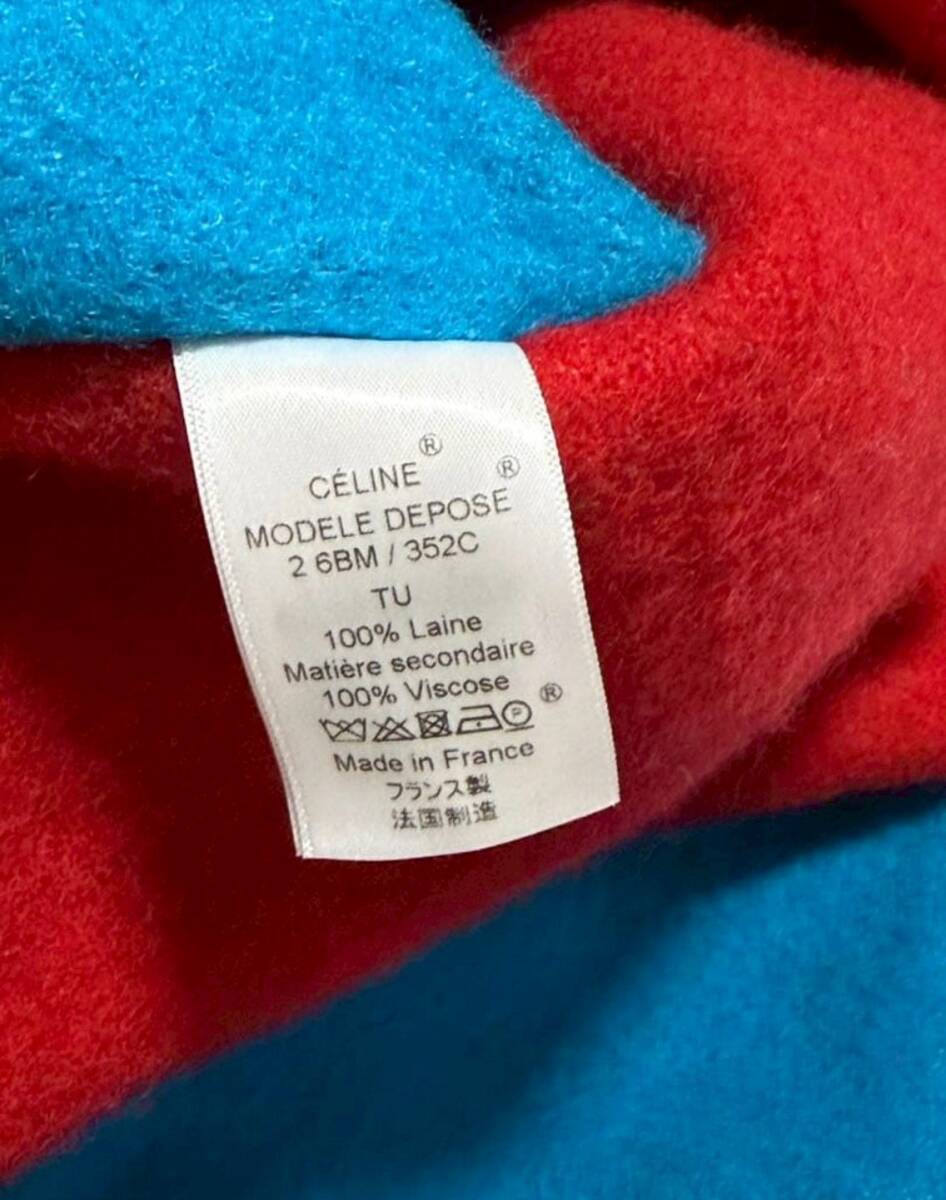 CÉLINE®
MODELE DEPOSE®
2 6BM / 352C
TU
100% Laine
Matière secondaire
100% Viscose
P ®
Made in France
フランス製
法国制造